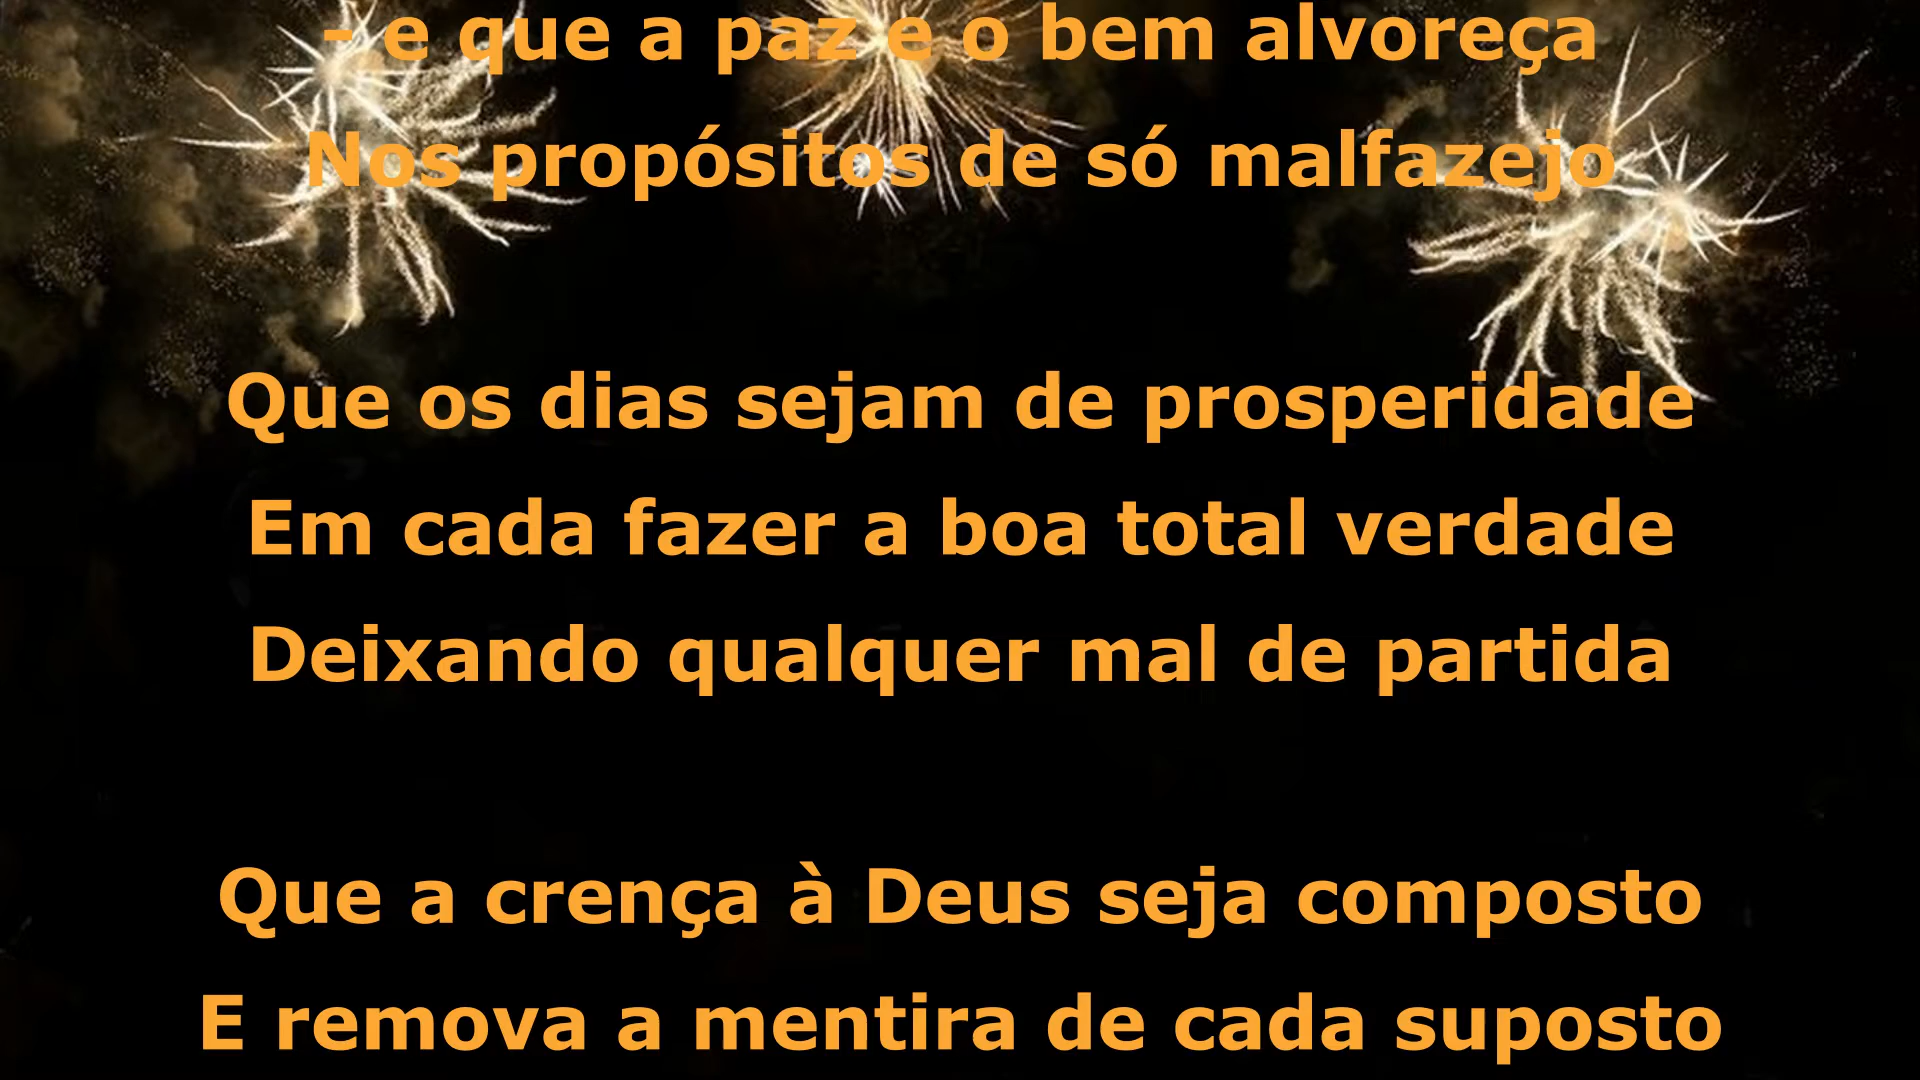 - e que a paz e o bem alvoreça
Nos propósitos de só malfazejo
Que os dias sejam de prosperidade
Em cada fazer a boa total verdade
Deixando qualquer mal de partida
Que a crença à Deus seja composto
E remova a mentira de cada suposto